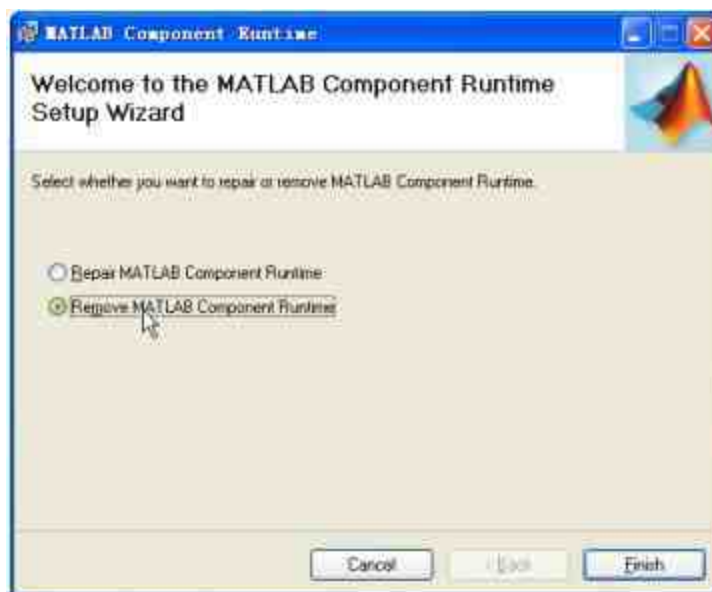 MATLAB Component Runtime
Welcome to the MATLAB Component Runtime
Setup Wizard
Select whether you want to repair or remove MATLAB Component Runtime.
Repair MATLAB Component Runtime
Remove MATLAB Component Runtime
Cancel
< Back
Finish